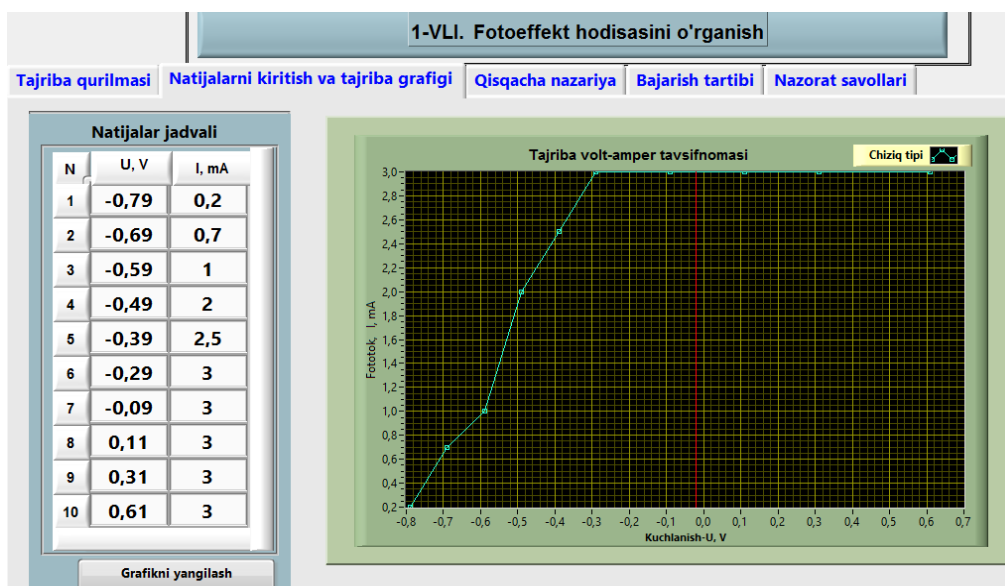 1-VLI. Fotoeffekt hodisasini o'rganish
Tajriba qurilmasi Natijalarni kiritish va tajriba grafigi Qisqacha nazariya Bajarish tartibi Nazorat savollari
Natijalar jadvali
N U, V I, mA
1 -0,79 0,2
2 -0,69 0,7
3 -0,59 1
4 -0,49 2
5 -0,39 2,5
6 -0,29 3
7 -0,09 3
8 0,11 3
9 0,31 3
10 0,61 3
Grafikni yangilash
Tajriba volt-amper tavsifnomasi
Chiziq tipi
Fototok, I, mA
3,0
2,8
2,6
2,4
2,2
2,0
1,8
1,6
1,4
1,2
1,0
0,8
0,6
0,4
0,2
-0,8 -0,7 -0,6 -0,5 -0,4 -0,3 -0,2 -0,1 0,0 0,1 0,2 0,3 0,4 0,5 0,6 0,7
Kuchlanish-U, V